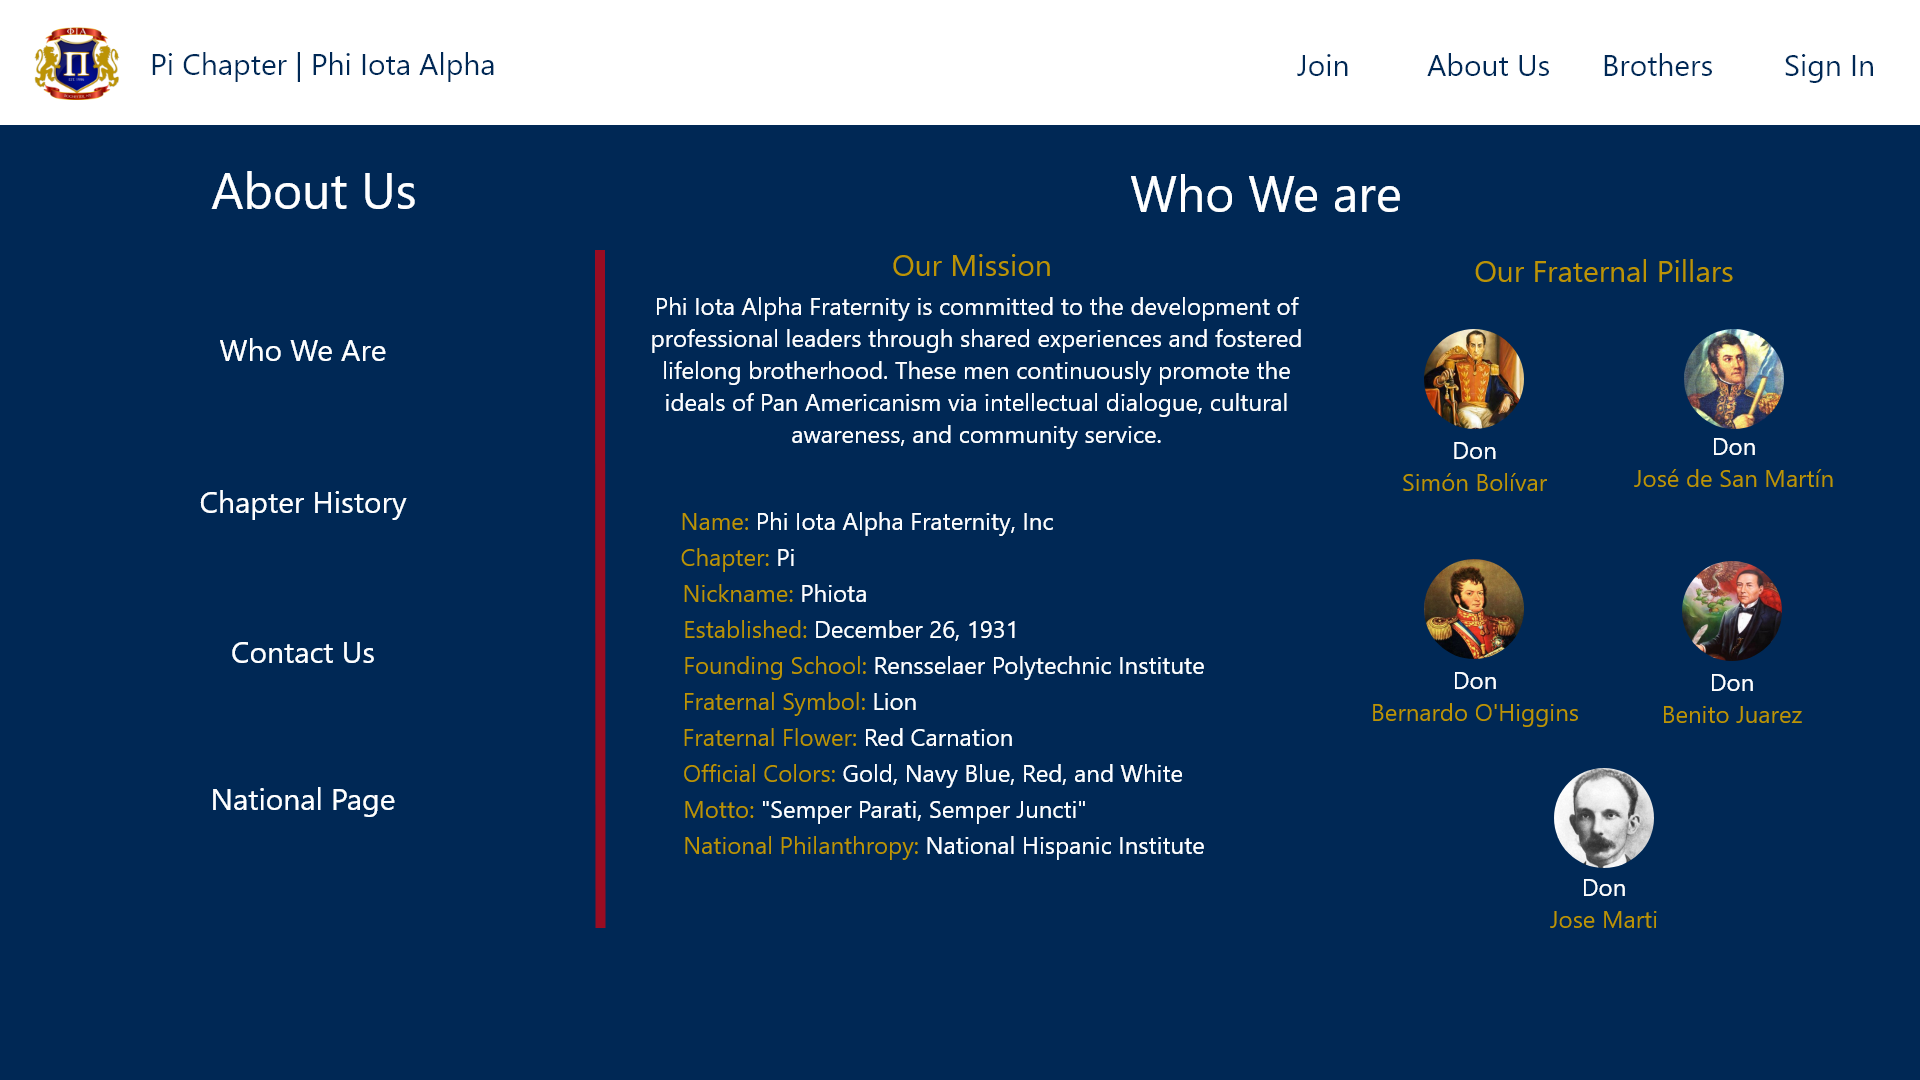 ΦΙΔ
Π
Pi Chapter | Phi Iota Alpha
Join
About Us
Brothers
Sign In
About Us
Who We Are
Chapter History
Contact Us
National Page
Who We are
Our Mission
Phi Iota Alpha Fraternity is committed to the development of
professional leaders through shared experiences and fostered
lifelong brotherhood. These men continuously promote the
ideals of Pan Americanism via intellectual dialogue, cultural
awareness, and community service.
Name: Phi Iota Alpha Fraternity, Inc
Chapter: Pi
Nickname: Phiota
Established: December 26, 1931
Founding School: Rensselaer Polytechnic Institute
Fraternal Symbol: Lion
Fraternal Flower: Red Carnation
Official Colors: Gold, Navy Blue, Red, and White
Motto: "Semper Parati, Semper Juncti"
National Philanthropy: National Hispanic Institute
Our Fraternal Pillars
Don
Simón Bolívar
Don
José de San Martín
Don
Bernardo O'Higgins
Don
Benito Juarez
Don
Jose Marti